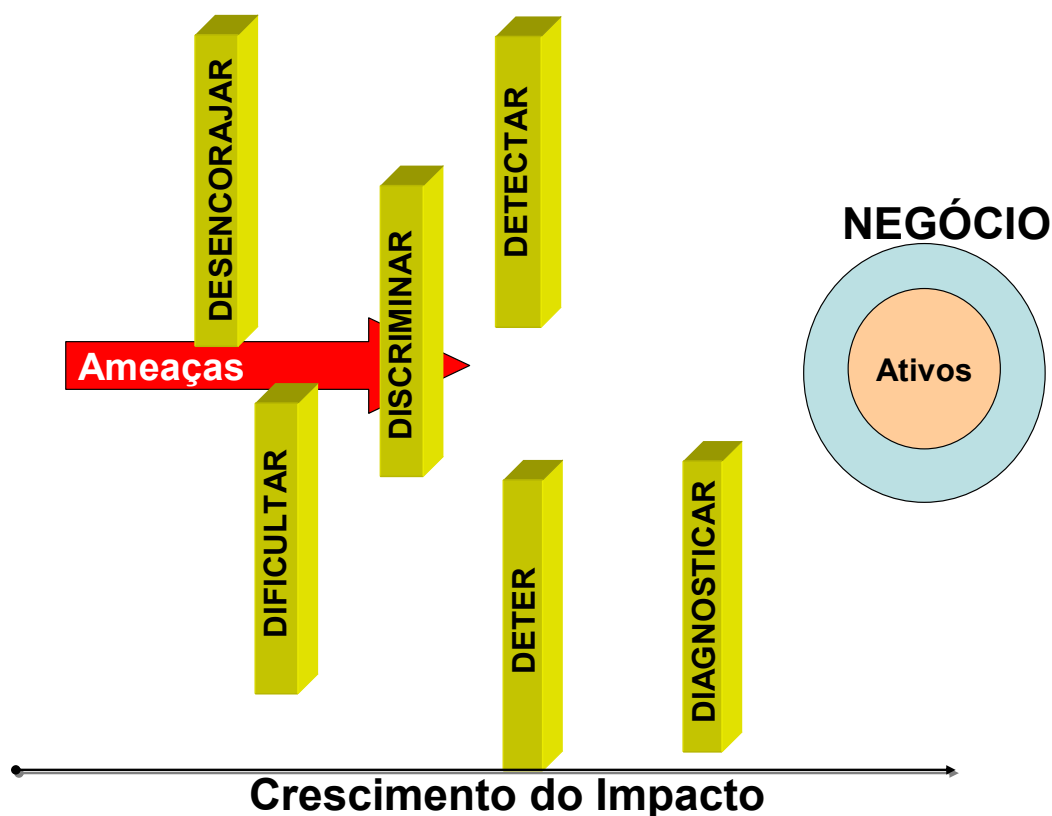 DESENCORAJAR
DIFICULTAR
DISCRIMINAR
DETECTAR
DETER
DIAGNOSTICAR
Ameaças
NEGÓCIO
Ativos
Crescimento do Impacto